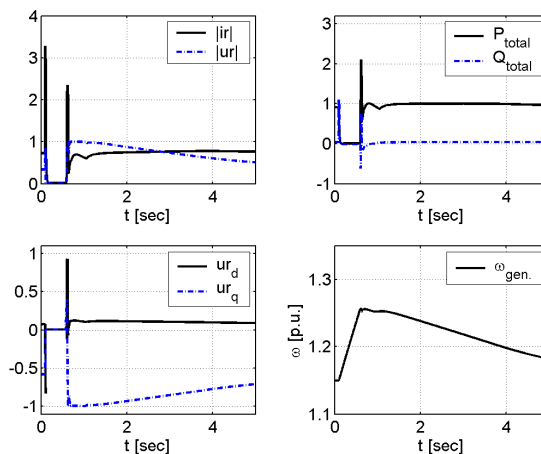 4
3
2
1
0
|ir|
|ur|
0 2 4
t [sec]
3
2
1
0
-1
P_total
Q_total
0 2 4
t [sec]
1
0.5
0
-0.5
-1
ur_d
ur_q
0 2 4
t [sec]
ω [p.u.]
1.3
1.2
1.1
ω_gen.
0 2 4
t [sec]